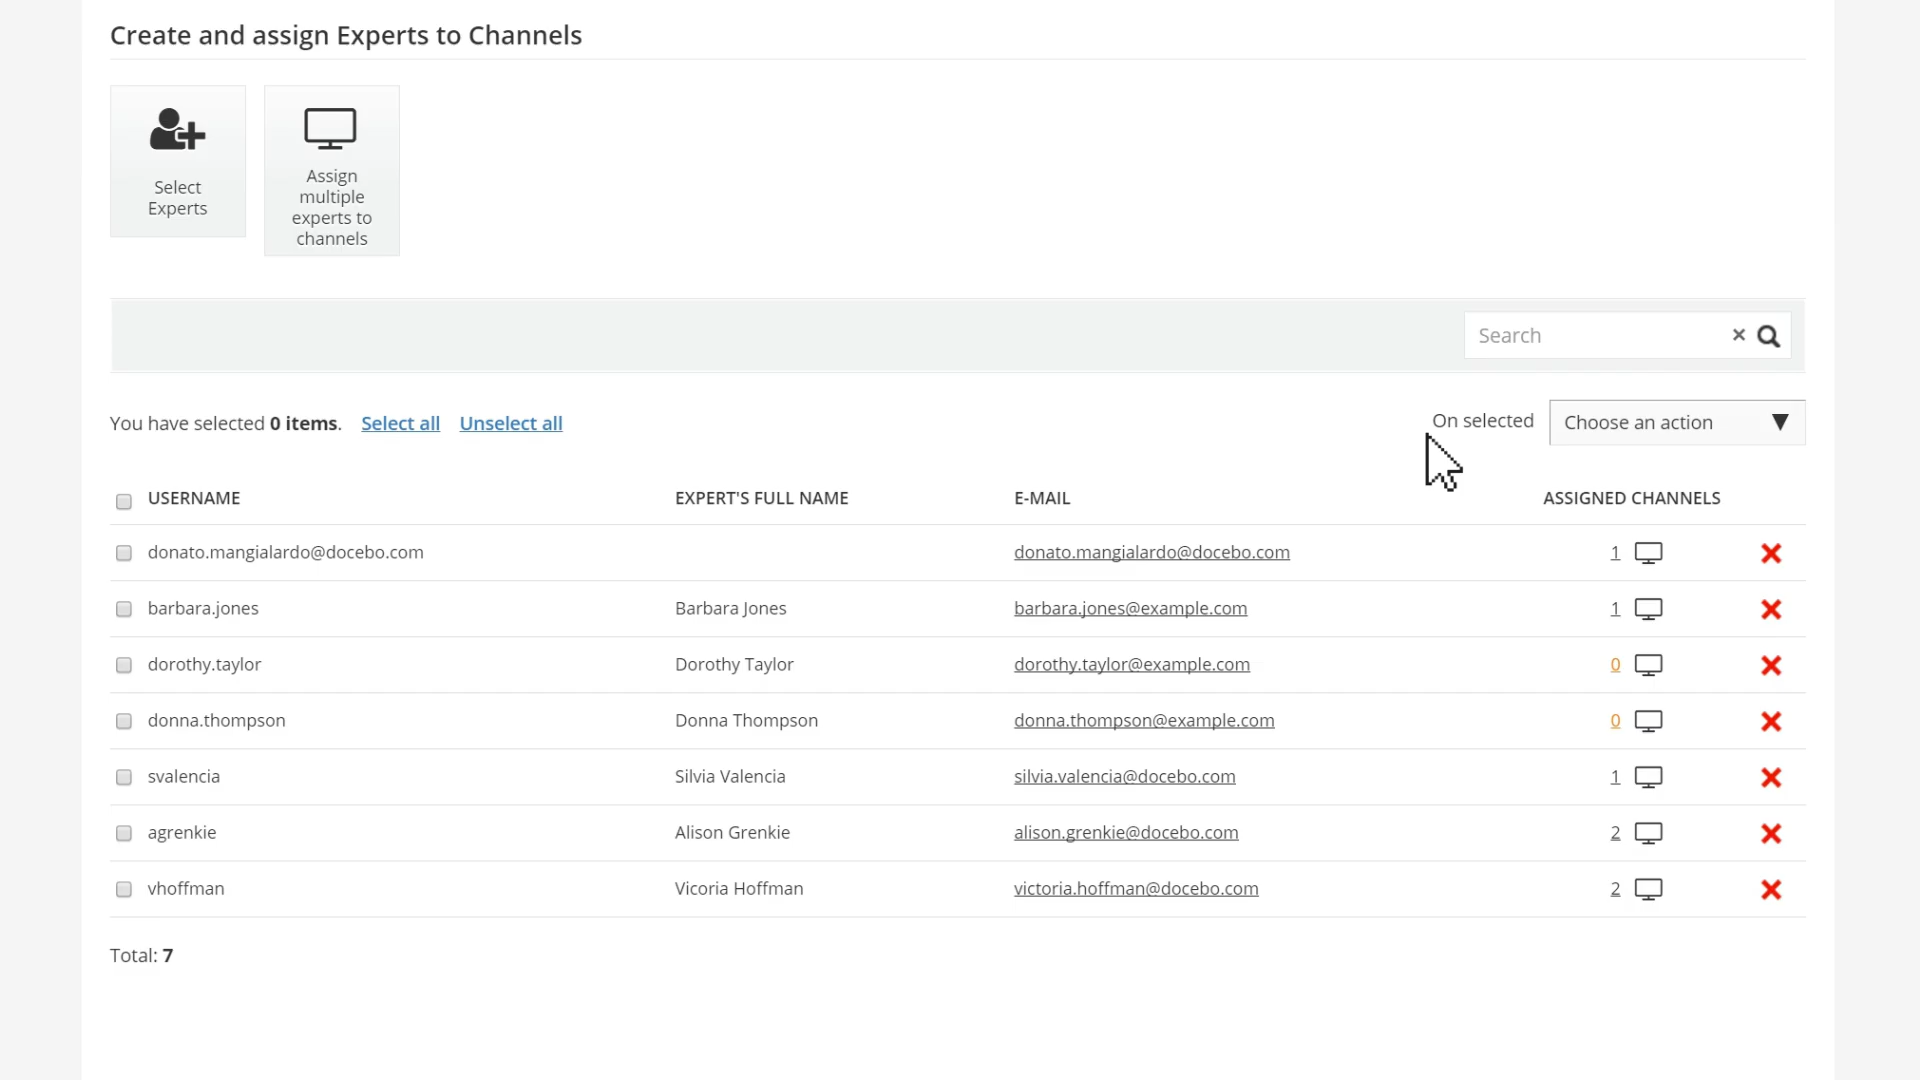 Create and assign Experts to Channels
Select
Experts
Assign
multiple
experts to
channels
Search
You have selected 0 items. Select all Unselect all
On selected Choose an action
USERNAME EXPERT'S FULL NAME E-MAIL ASSIGNED CHANNELS
donato.mangialardo@docebo.com donato.mangialardo@docebo.com 1
barbara.jones Barbara Jones barbara.jones@example.com 1
dorothy.taylor Dorothy Taylor dorothy.taylor@example.com 0
donna.thompson Donna Thompson donna.thompson@example.com 0
svalencia Silvia Valencia silvia.valencia@docebo.com 1
agrenkie Alison Grenkie alison.grenkie@docebo.com 2
vhoffman Vicoria Hoffman victoria.hoffman@docebo.com 2
Total: 7